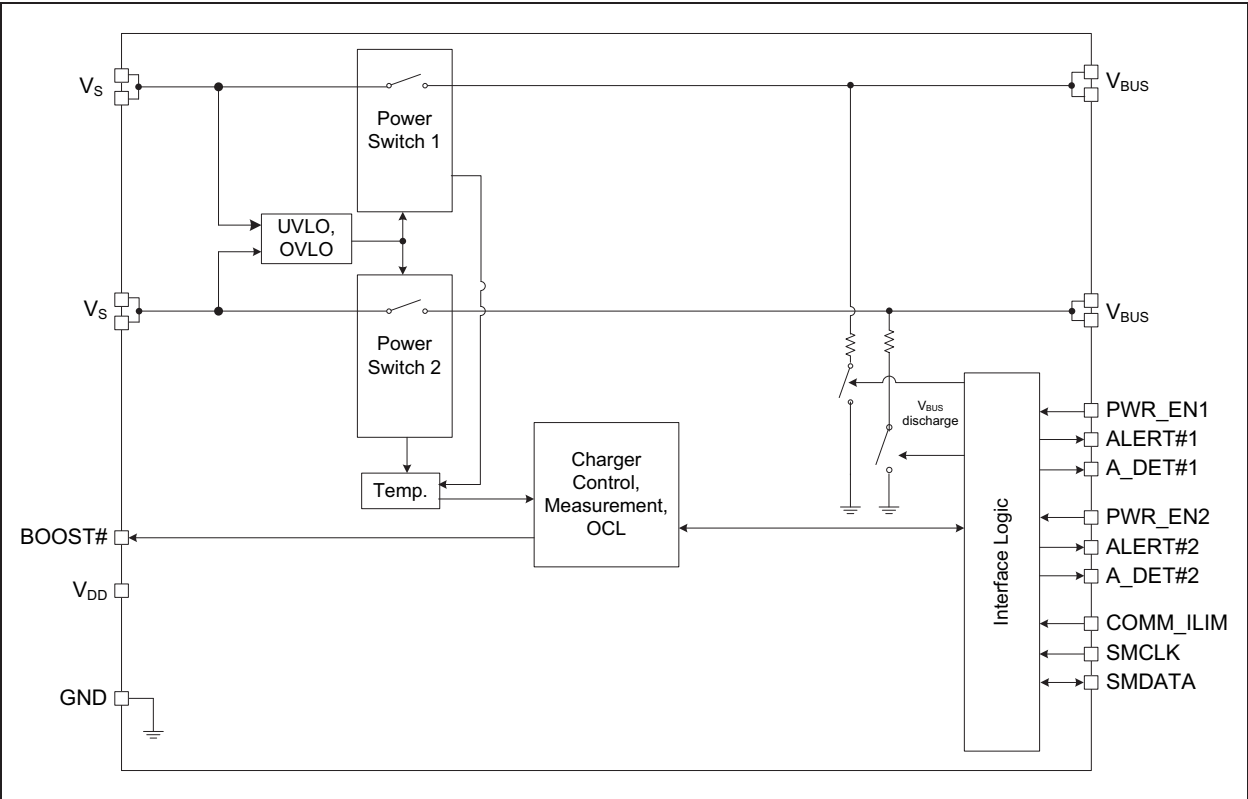 VS
VBUS
Power
Switch 1
UVLO,
OVLO
VS
VBUS
Power
Switch 2
VBUS
discharge
Temp.
Charger
Control,
Measurement,
OCL
Interface Logic
PWR_EN1
ALERT#1
A_DET#1
PWR_EN2
ALERT#2
A_DET#2
COMM_ILIM
SMCLK
SMDATA
BOOST#
VDD
GND